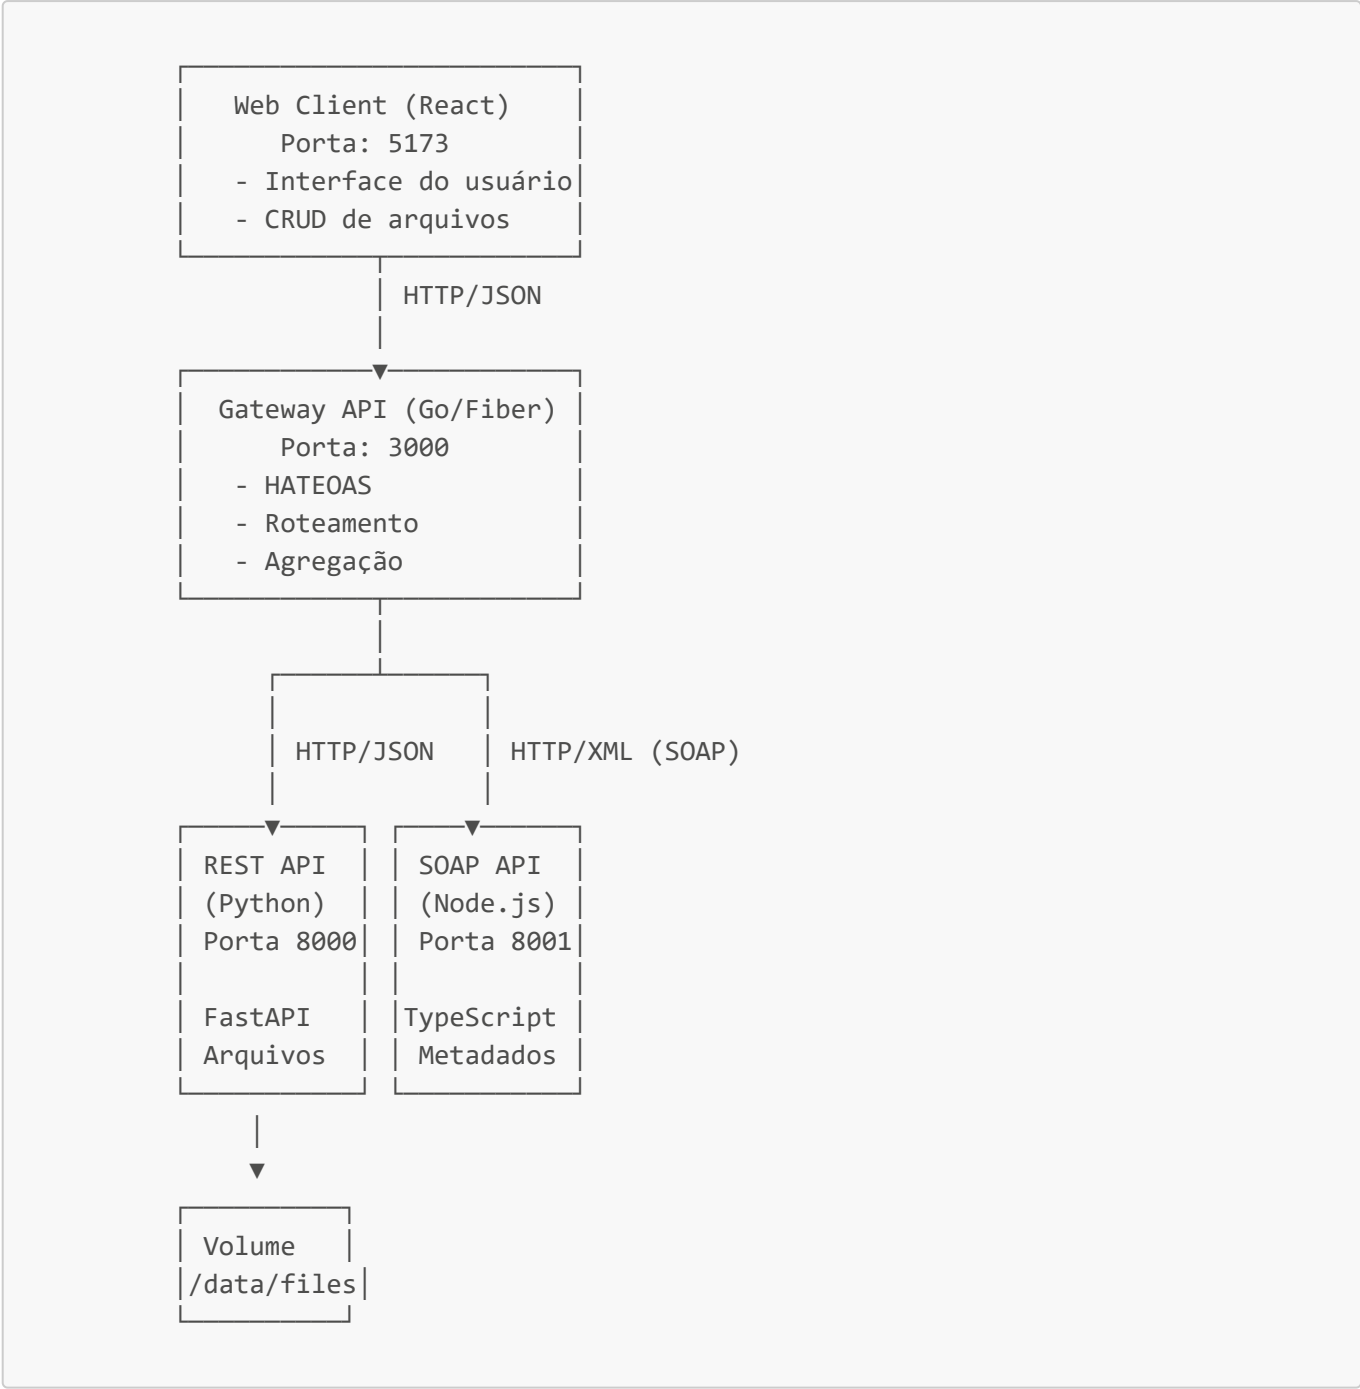 Web Client (React)
Porta: 5173
- Interface do usuário
- CRUD de arquivos
HTTP/JSON
Gateway API (Go/Fiber)
Porta: 3000
- HATEOAS
- Roteamento
- Agregação
HTTP/JSON
HTTP/XML (SOAP)
REST API
(Python)
Porta 8000
FastAPI
Arquivos
SOAP API
(Node.js)
Porta 8001
TypeScript
Metadados
Volume
/data/files